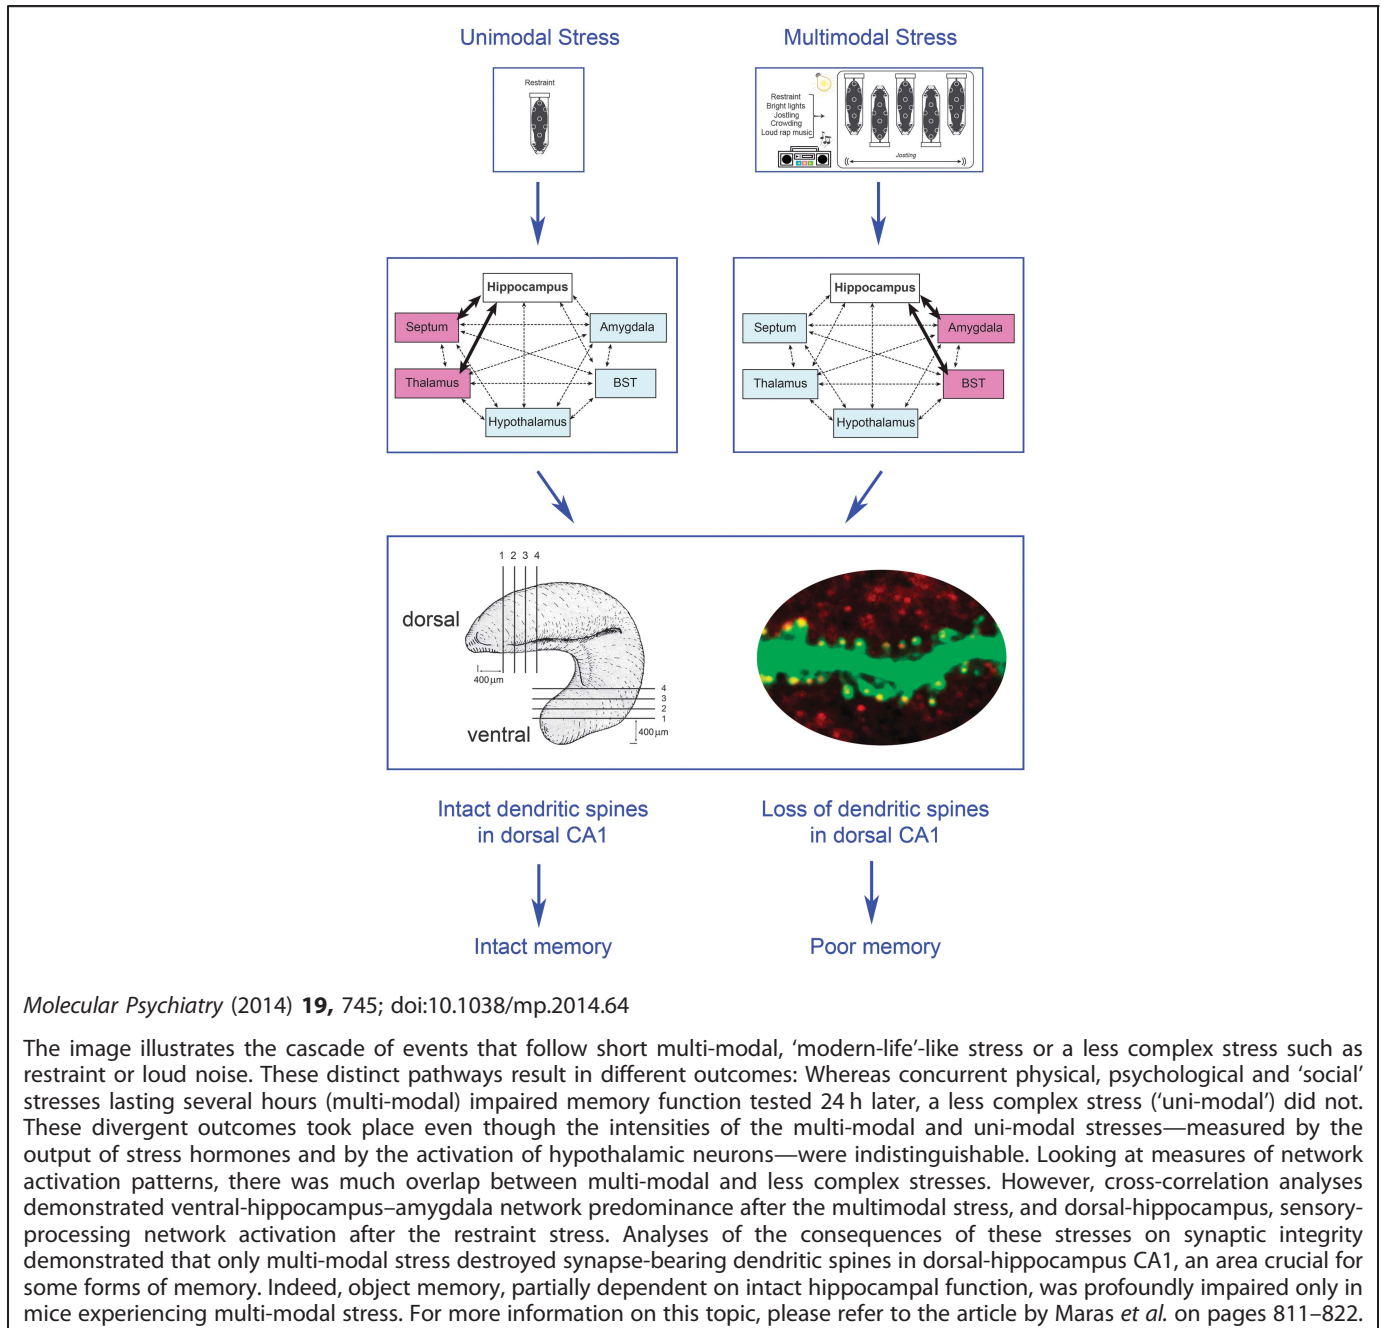 Unimodal Stress
Multimodal Stress
Restraint
Restraint
Bright lights
Jostling
Crowding
Loud rap music
Jostling
Hippocampus
Septum
Amygdala
Thalamus
BST
Hypothalamus
Hippocampus
Septum
Amygdala
Thalamus
BST
Hypothalamus
1 2 3 4
dorsal
400 µm
4
3
2
1
ventral
400 µm
Intact dendritic spines
in dorsal CA1
Loss of dendritic spines
in dorsal CA1
Intact memory
Poor memory
Molecular Psychiatry (2014) 19, 745; doi:10.1038/mp.2014.64
The image illustrates the cascade of events that follow short multi-modal, ‘modern-life’-like stress or a less complex stress such as
restraint or loud noise. These distinct pathways result in different outcomes: Whereas concurrent physical, psychological and ‘social’
stresses lasting several hours (multi-modal) impaired memory function tested 24 h later, a less complex stress (‘uni-modal’) did not.
These divergent outcomes took place even though the intensities of the multi-modal and uni-modal stresses—measured by the
output of stress hormones and by the activation of hypothalamic neurons—were indistinguishable. Looking at measures of network
activation patterns, there was much overlap between multi-modal and less complex stresses. However, cross-correlation analyses
demonstrated ventral-hippocampus–amygdala network predominance after the multimodal stress, and dorsal-hippocampus, sensory-
processing network activation after the restraint stress. Analyses of the consequences of these stresses on synaptic integrity
demonstrated that only multi-modal stress destroyed synapse-bearing dendritic spines in dorsal-hippocampus CA1, an area crucial for
some forms of memory. Indeed, object memory, partially dependent on intact hippocampal function, was profoundly impaired only in
mice experiencing multi-modal stress. For more information on this topic, please refer to the article by Maras et al. on pages 811–822.